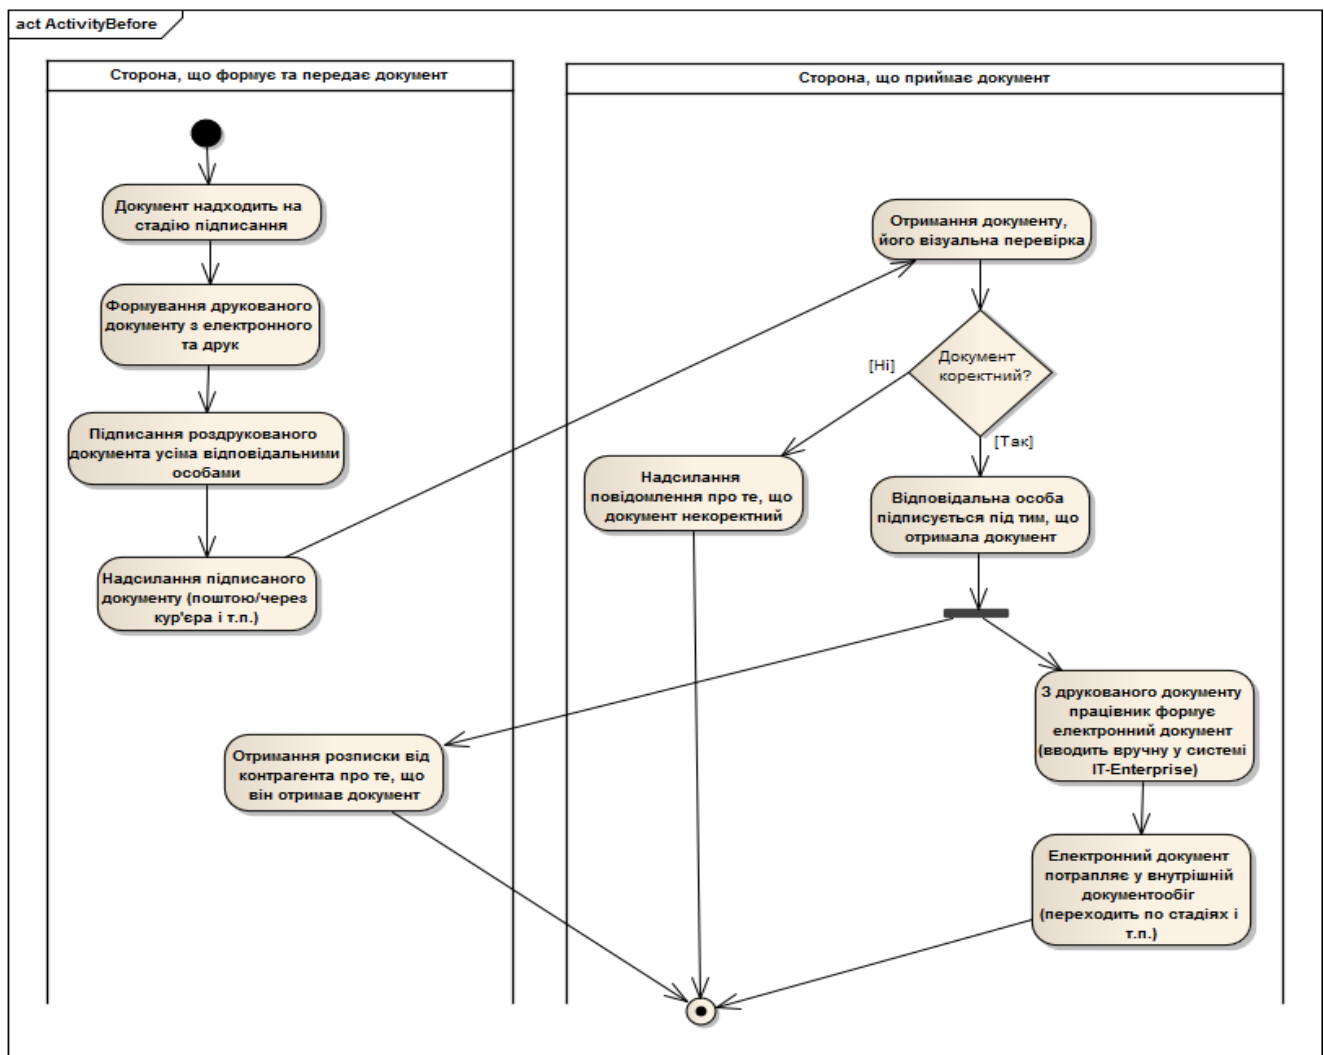 act ActivityBefore
Сторона, що формує та передає документ
Документ надходить на
стадію підписання
Формування друкованого
документу з електронного
та друк
Підписання роздрукованого
документа усіма відповідальними
особами
Надсилання підписаного
документу (поштою/через
кур'єра і т.п.)
Отримання розписки від
контрагента про те, що
він отримав документ
Сторона, що приймає документ
Отримання документу,
його візуальна перевірка
Документ
коректний?
[Ні]
[Так]
Надсилання
повідомлення про те, що
документ некоректний
Відповідальна особа
підписується під тим, що
отримала документ
З друкованого документу
працівник формує
електронний документ
(вводить вручну у системі
IT-Enterprise)
Електронний документ
потрапляє у внутрішній
документообіг
(переходить по стадіях і
т.п.)